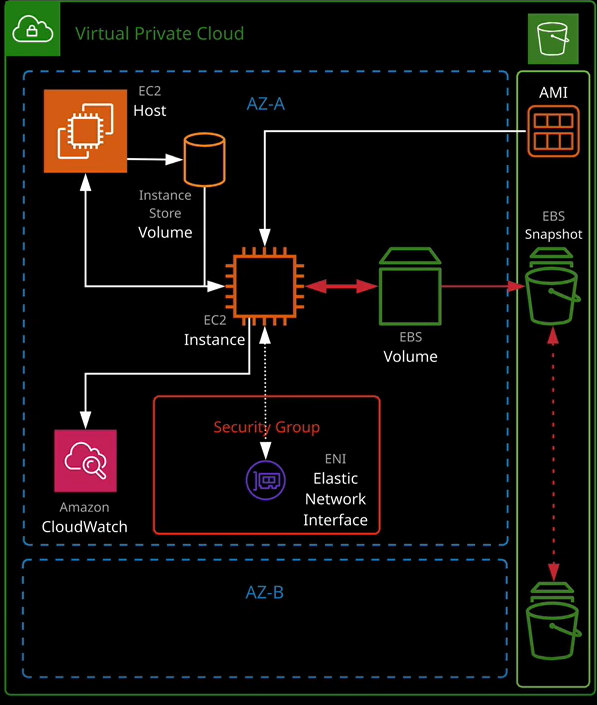 Virtual Private Cloud
AZ-A
EC2
Host
AMI
Instance
Store
Volume
EBS
Snapshot
EC2
Instance
EBS
Volume
Security Group
ENI
Elastic
Network
Interface
Amazon
CloudWatch
AZ-B